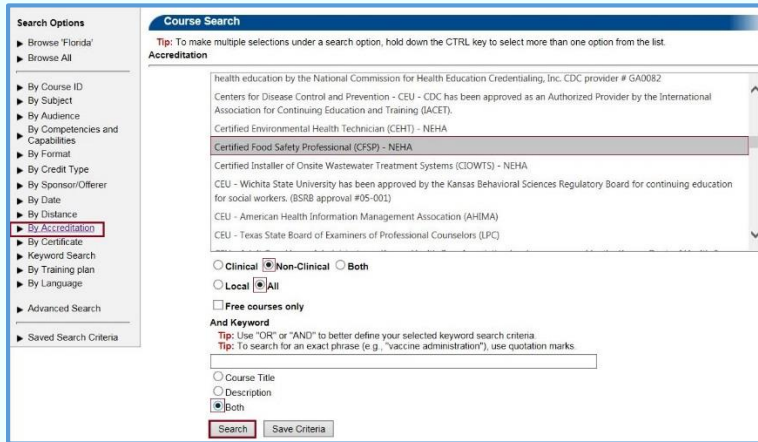 Search Options
Browse 'Florida'
Browse All
By Course ID
By Subject
By Audience
By Competencies and
Capabilities
By Format
By Credit Type
By Sponsor/Offerer
By Date
By Distance
By Accreditation
By Certificate
Keyword Search
By Training plan
By Language
Advanced Search
Saved Search Criteria
Course Search
Tip: To make multiple selections under a search option, hold down the CTRL key to select more than one option from the list.
Accreditation
health education by the National Commission for Health Education Credentialing, Inc. CDC provider # GA0082
Centers for Disease Control and Prevention - CEU - CDC has been approved as an Authorized Provider by the International
Association for Continuing Education and Training (IACET).
Certified Environmental Health Technician (CEHT) - NEHA
Certified Food Safety Professional (CFSP) - NEHA
Certified Installer of Onsite Wastewater Treatment Systems (CIOWTS) - NEHA
CEU - Wichita State University has been approved by the Kansas Behavioral Sciences Regulatory Board for continuing education
for social workers. (BSRB approval #05-001)
CEU - American Health Information Management Assocation (AHIMA)
CEU - Texas State Board of Examiners of Professional Counselors (LPC)
Clinical Non-Clinical Both
Local All
Free courses only
And Keyword
Tip: Use "OR" or "AND" to better define your selected keyword search criteria.
Tip: To search for an exact phrase (e.g., "vaccine administration"), use quotation marks.
Course Title
Description
Both
Search Save Criteria